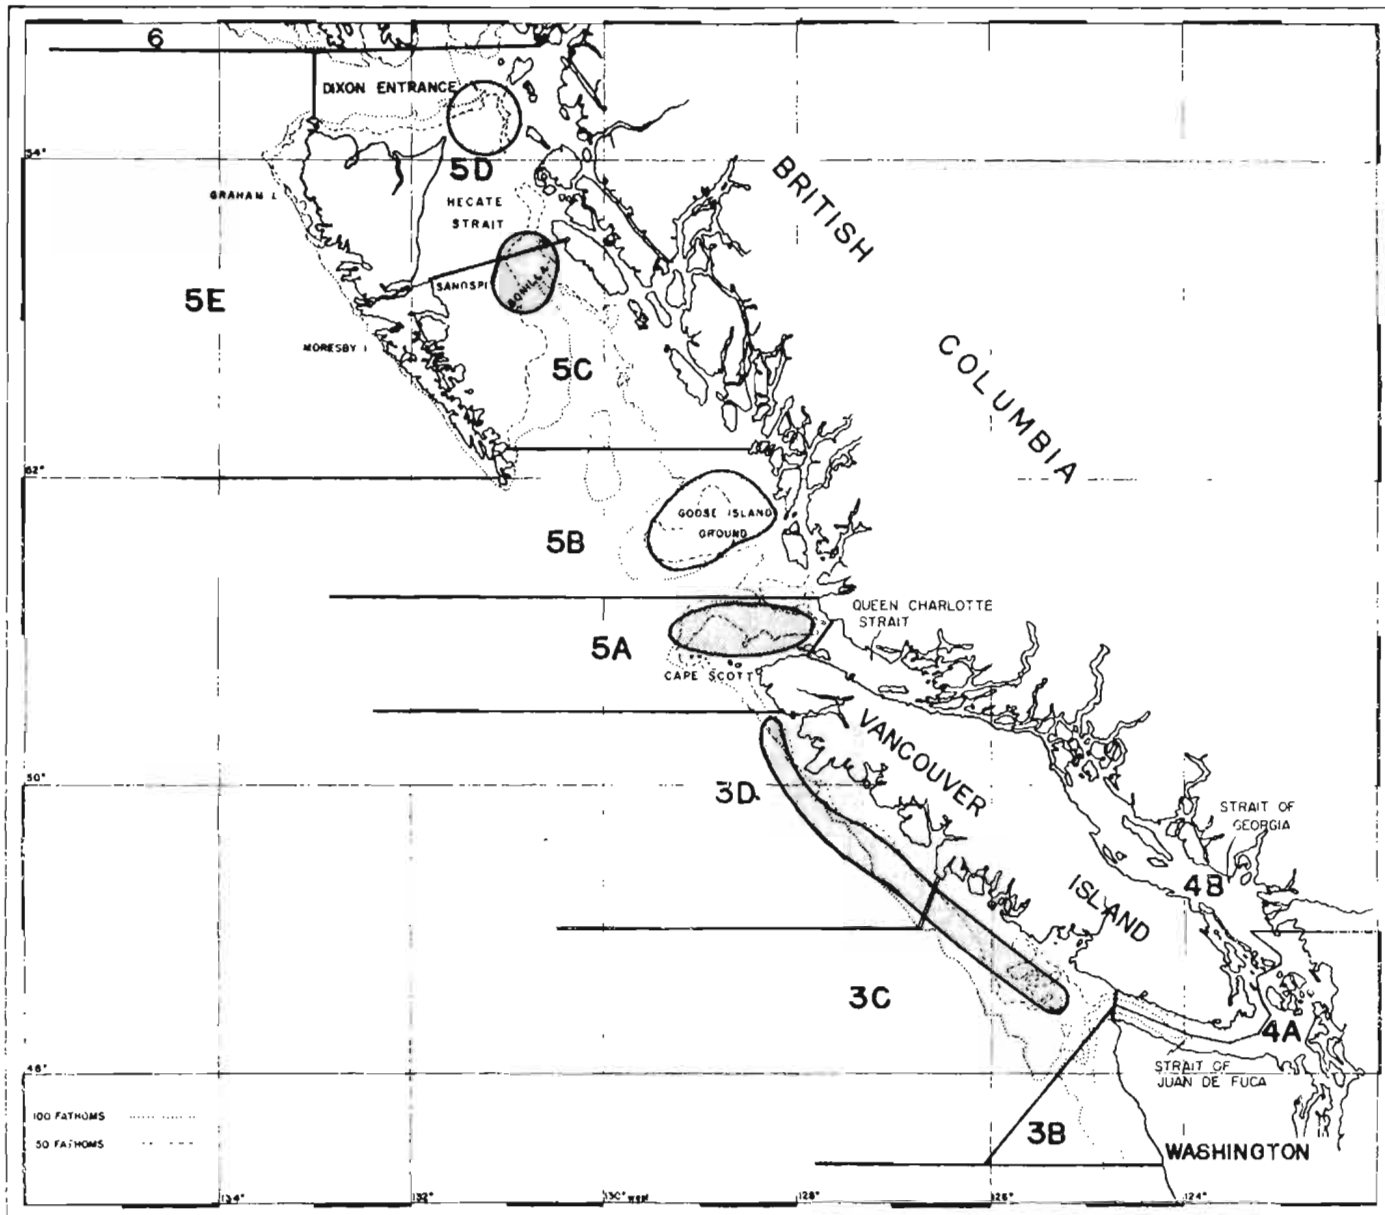 6
DIXON ENTRANCE
54°
5D
BRITISH
GRAHAM I.
HECATE
STRAIT
5E
SANDSPIT
BONILLA
MORESBY I
5C
COLUMBIA
52°
GOOSE ISLAND
GROUND
5B
QUEEN CHARLOTTE
STRAIT
5A
CAPE SCOTT
VANCOUVER
ISLAND
50°
3D
STRAIT OF
GEORGIA
4B
3C
4A
48°
STRAIT OF
JUAN DE FUCA
100 FATHOMS
50 FATHOMS
3B
WASHINGTON
134°
132°
130° WEST
128°
126°
124°